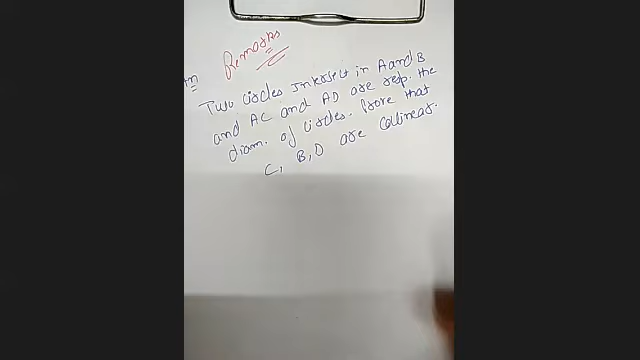 Remarks
Two circles intersect in A and B
and AC and AD are resp. the
diam. of circles. Prove that
C, B, D are collinear.